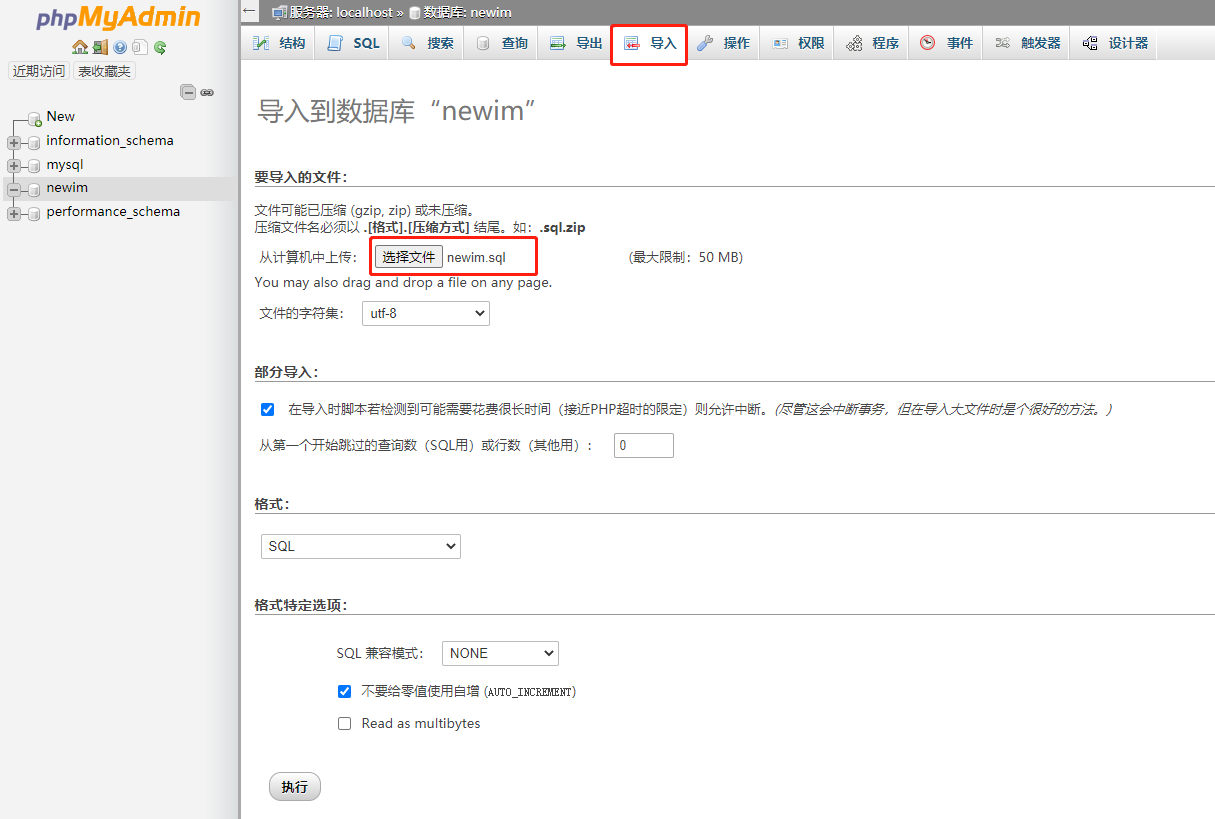 phpMyAdmin
近期访问 表收藏夹
New
information_schema
mysql
newim
performance_schema
服务器: localhost » 数据库: newim
结构 SQL 搜索 查询 导出 导入 操作 权限 程序 事件 触发器 设计器
导入到数据库“newim”
要导入的文件：
文件可能已压缩 (gzip, zip) 或未压缩。
压缩文件名必须以 .[格式].[压缩方式] 结尾。如：.sql.zip
从计算机中上传： 选择文件 newim.sql (最大限制：50 MB)
You may also drag and drop a file on any page.
文件的字符集： utf-8
部分导入：
在导入时脚本若检测到可能需要花费很长时间（接近PHP超时的限定）则允许中断。(尽管这会中断事务，但在导入大文件时是个很好的方法。)
从第一个开始跳过的查询数（SQL用）或行数（其他用）： 0
格式：
SQL
格式特定选项：
SQL 兼容模式： NONE
不要给零值使用自增 (AUTO_INCREMENT)
Read as multibytes
执行